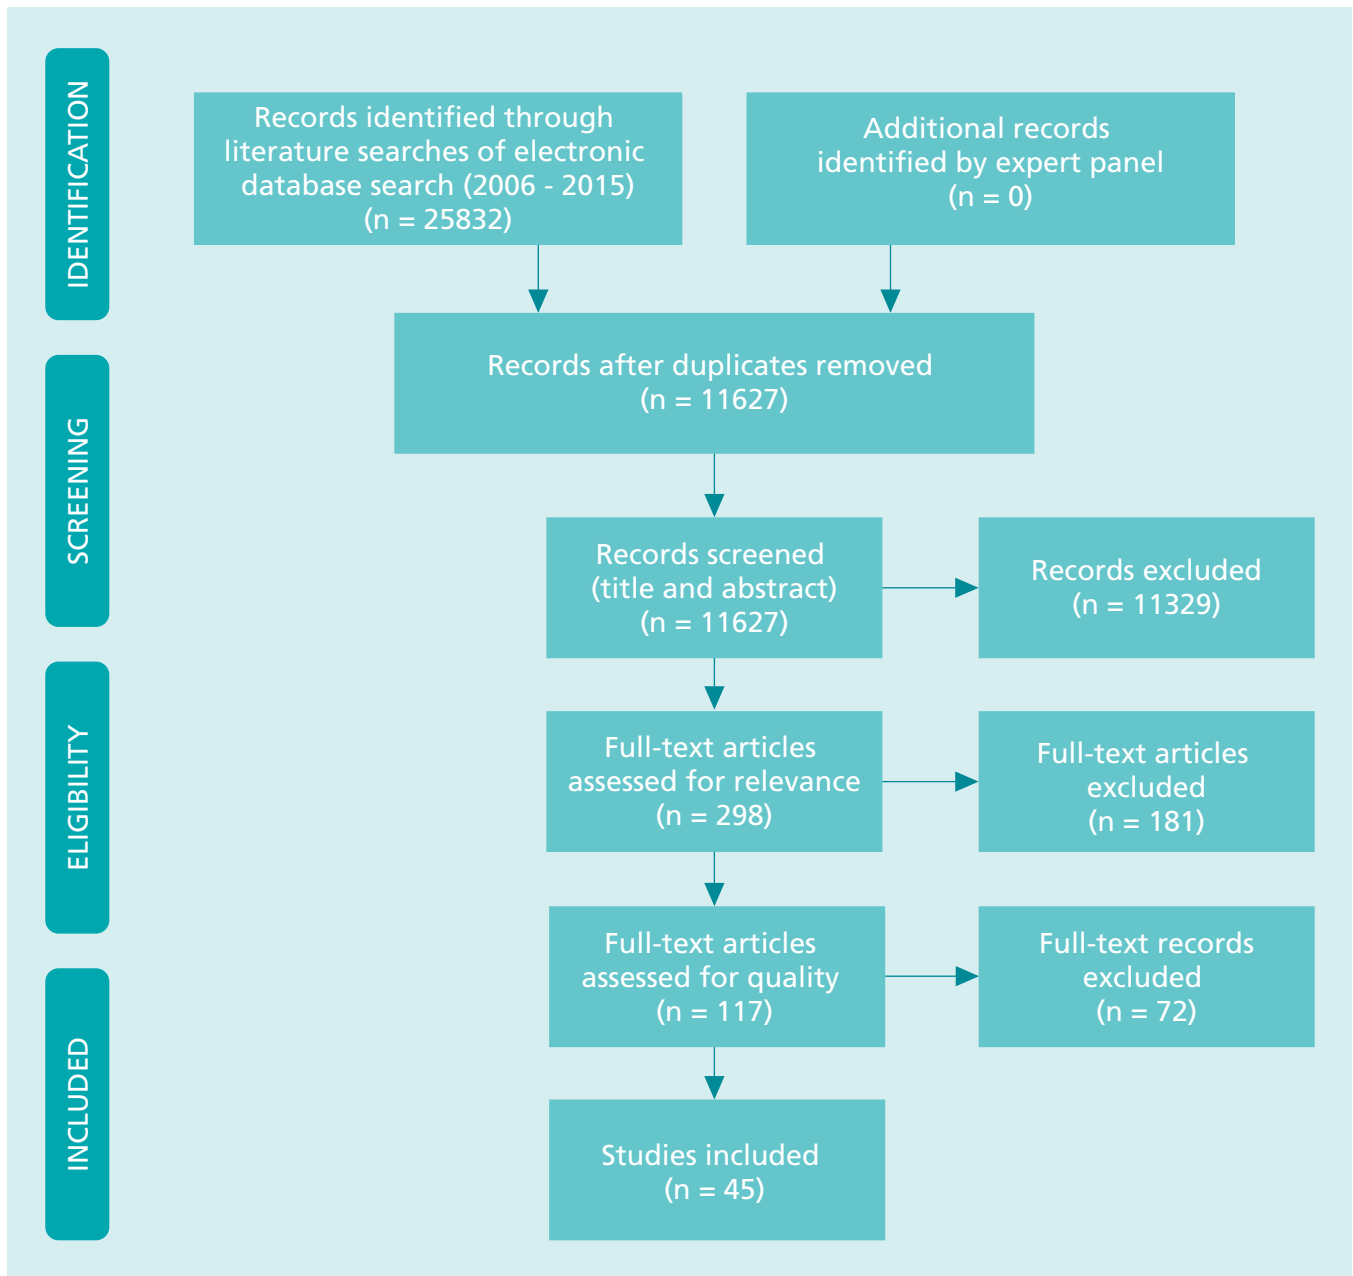 IDENTIFICATION
Records identified through
literature searches of electronic
database search (2006 - 2015)
(n = 25832)
Additional records
identified by expert panel
(n = 0)
Records after duplicates removed
(n = 11627)
SCREENING
Records screened
(title and abstract)
(n = 11627)
Records excluded
(n = 11329)
ELIGIBILITY
Full-text articles
assessed for relevance
(n = 298)
Full-text articles
excluded
(n = 181)
Full-text articles
assessed for quality
(n = 117)
Full-text records
excluded
(n = 72)
INCLUDED
Studies included
(n = 45)